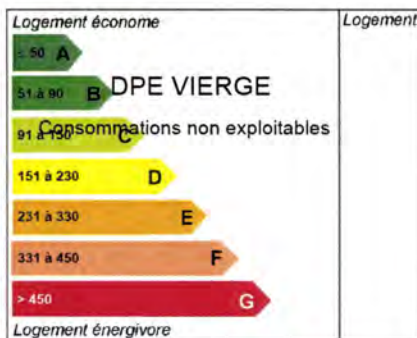 Logement économe
Logement
≤ 50 A
51 à 90 B
DPE VIERGE
Consommations non exploitables
91 à 150 C
151 à 230 D
231 à 330 E
331 à 450 F
> 450 G
Logement énergivore